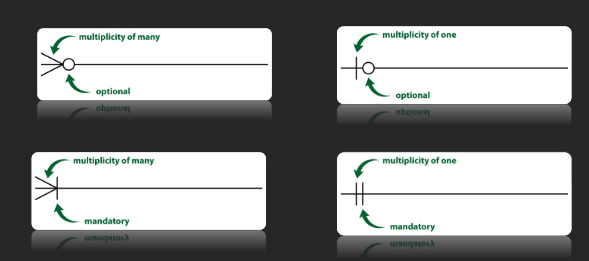 multiplicity of many
optional
multiplicity of one
optional
multiplicity of many
mandatory
multiplicity of one
mandatory